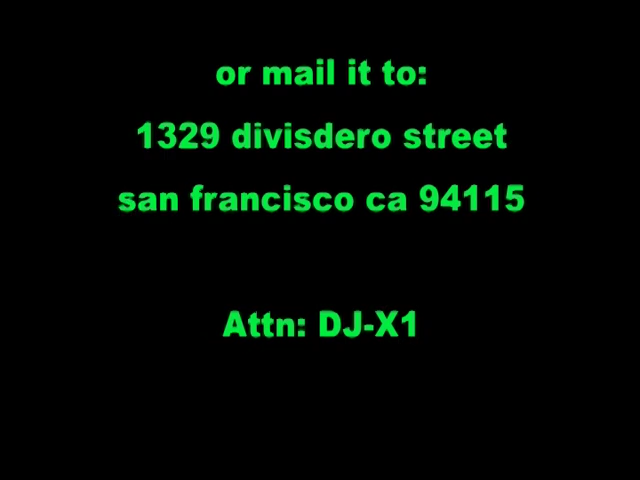 or mail it to:
1329 divisdero street
san francisco ca 94115
Attn: DJ-X1